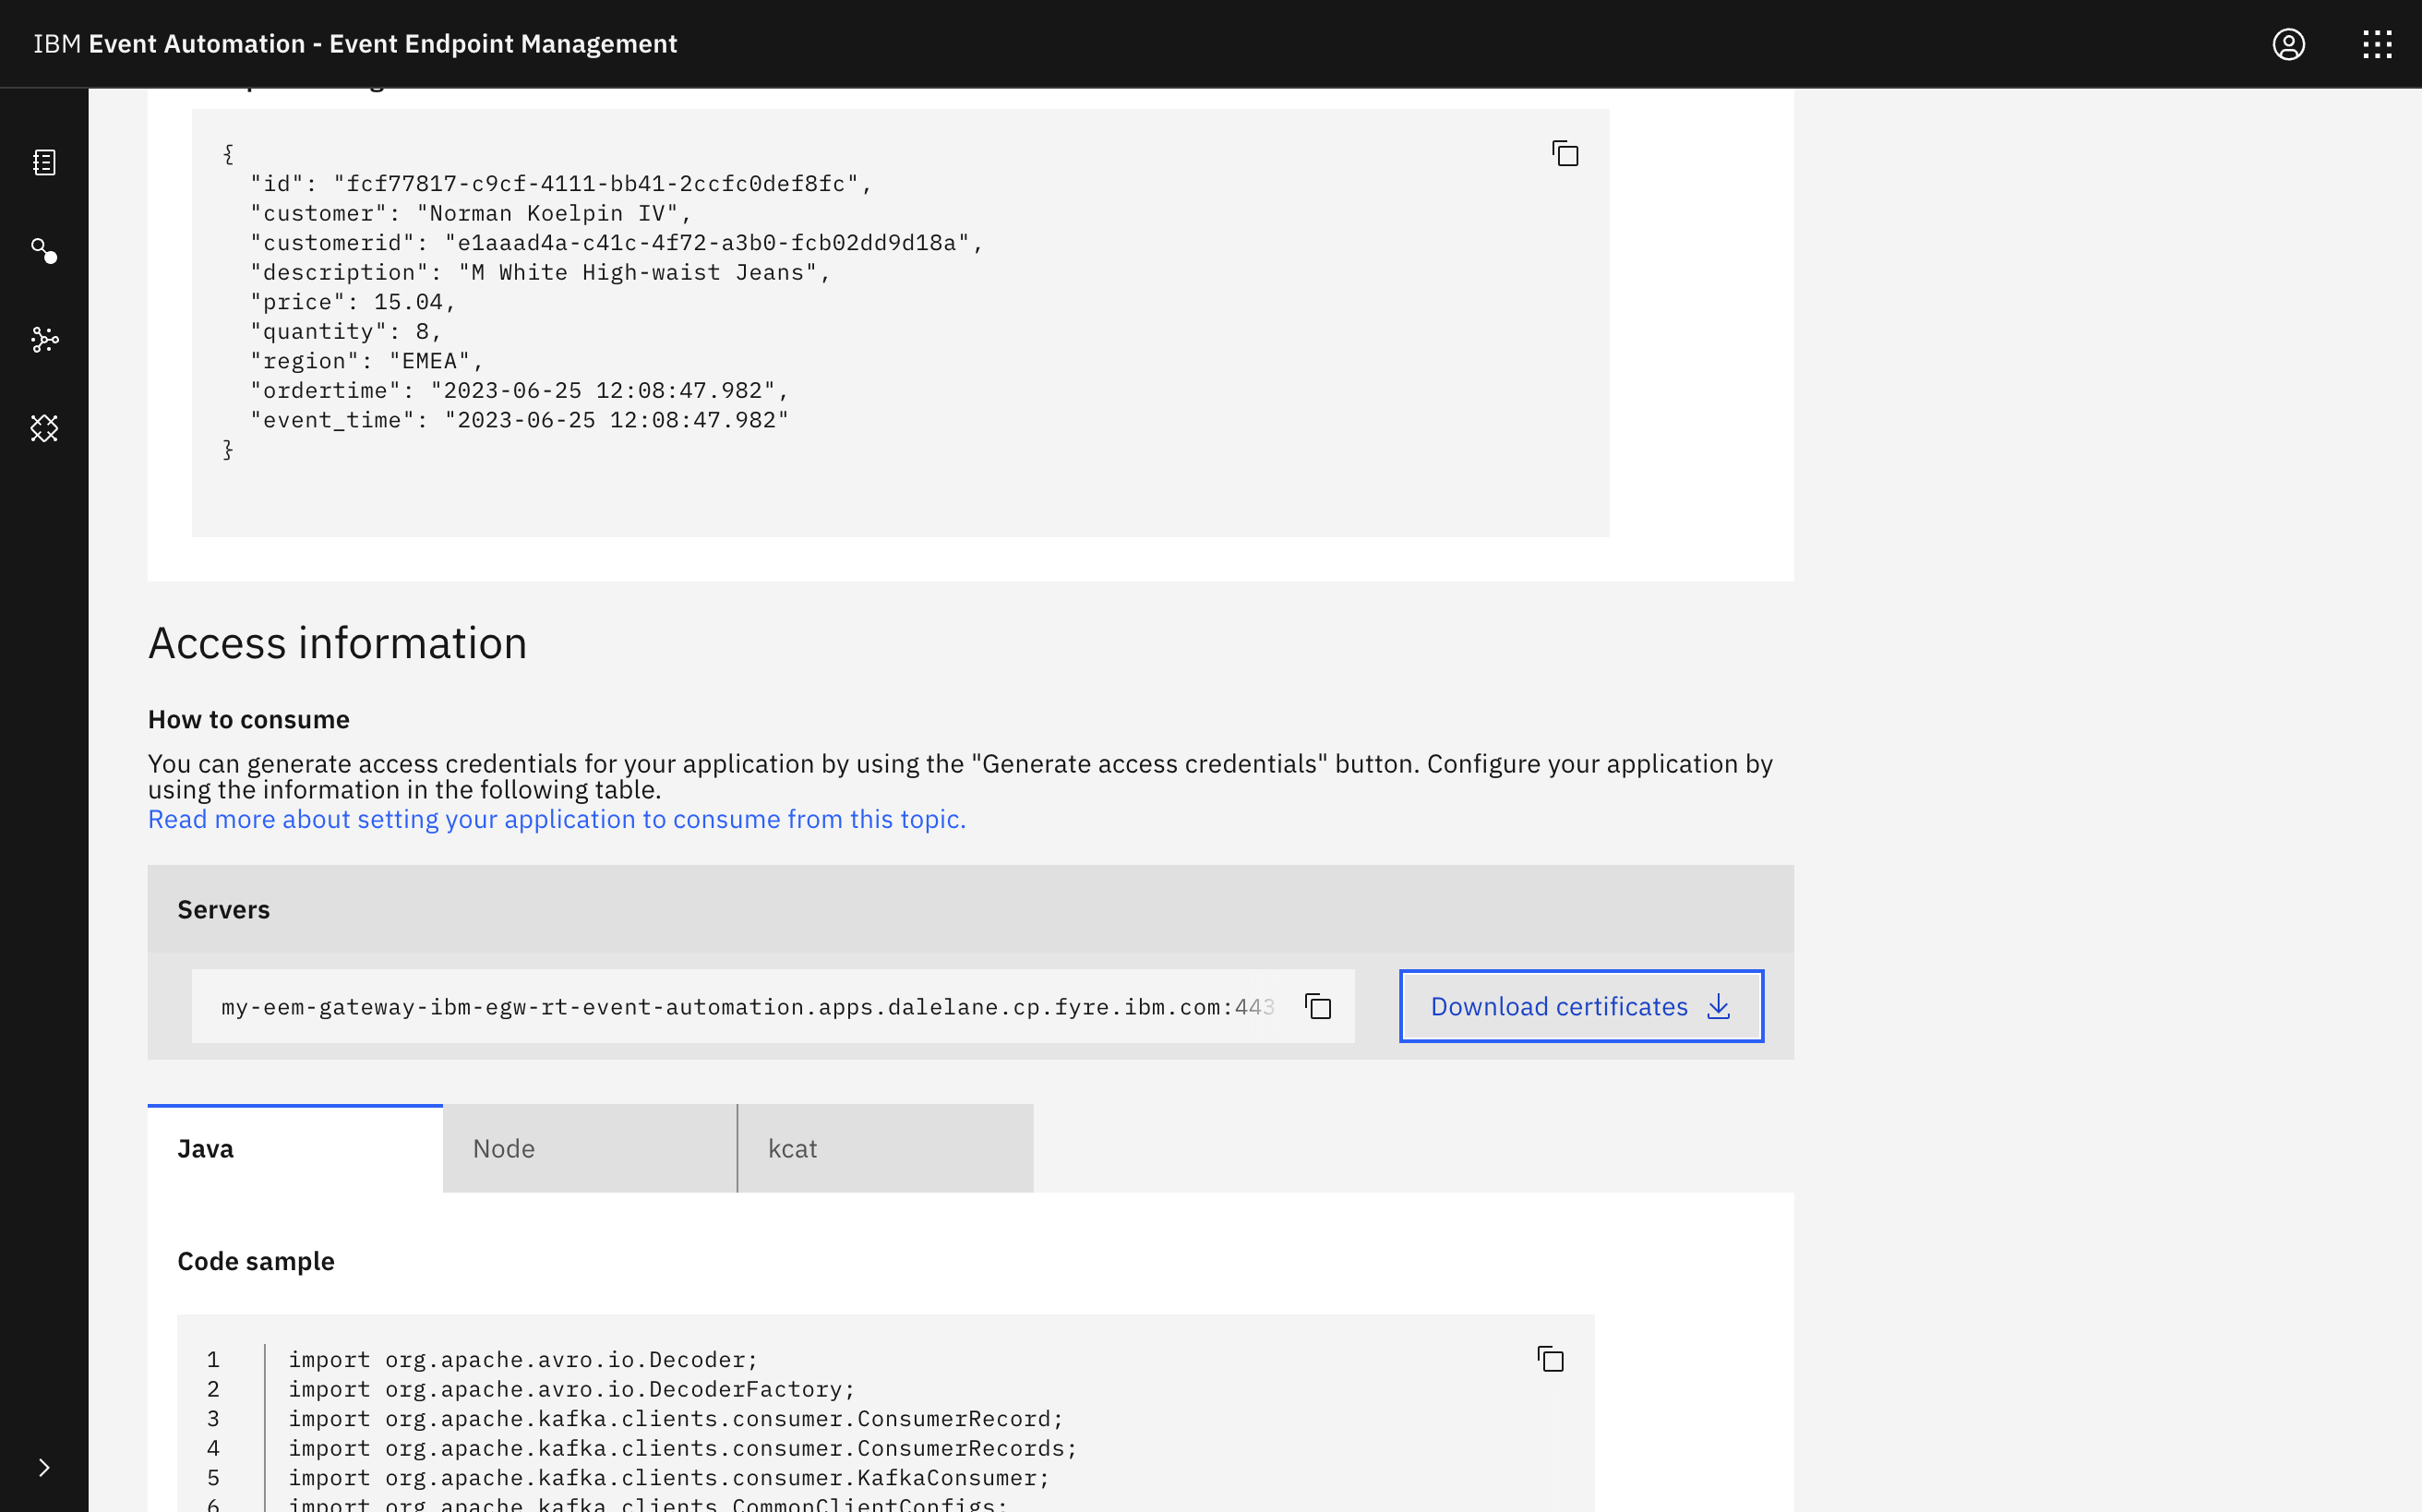 IBM Event Automation - Event Endpoint Management
{
"id": "fcf77817-c9cf-4111-bb41-2ccfc0def8fc",
"customer": "Norman Koelpin IV",
"customerid": "e1aaad4a-c41c-4f72-a3b0-fcb02dd9d18a",
"description": "M White High-waist Jeans",
"price": 15.04,
"quantity": 8,
"region": "EMEA",
"ordertime": "2023-06-25 12:08:47.982",
"event_time": "2023-06-25 12:08:47.982"
}
Access information
How to consume
You can generate access credentials for your application by using the "Generate access credentials" button. Configure your application by
using the information in the following table.
Read more about setting your application to consume from this topic.
Servers
my-eem-gateway-ibm-egw-rt-event-automation.apps.dalelane.cp.fyre.ibm.com:443
Download certificates
Java
Node
kcat
Code sample
1 import org.apache.avro.io.Decoder;
2 import org.apache.avro.io.DecoderFactory;
3 import org.apache.kafka.clients.consumer.ConsumerRecord;
4 import org.apache.kafka.clients.consumer.ConsumerRecords;
5 import org.apache.kafka.clients.consumer.KafkaConsumer;
6 import org.apache.kafka.clients.CommonClientConfigs;